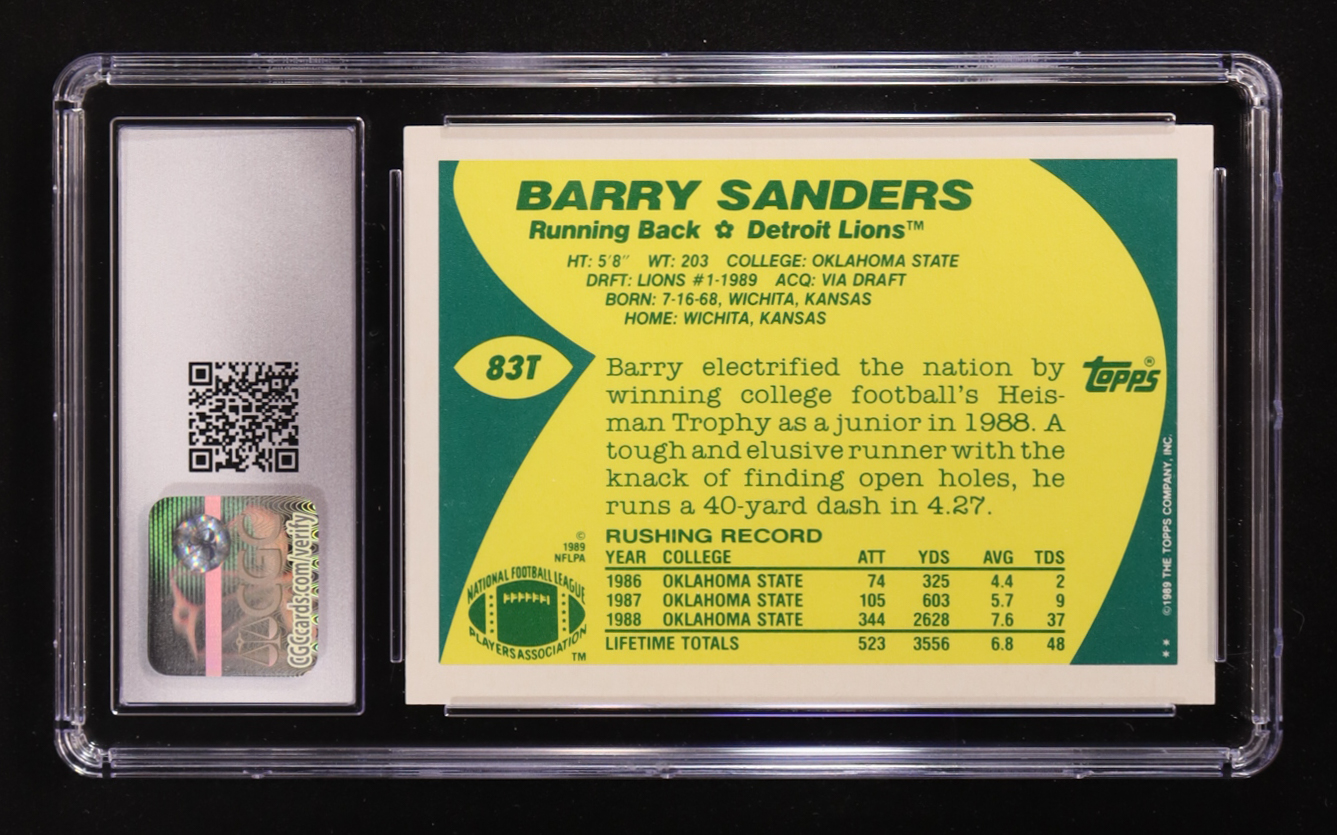 BARRY SANDERS
Running Back ✿ Detroit Lions™
HT: 5'8" WT: 203 COLLEGE: OKLAHOMA STATE
DRFT: LIONS #1-1989 ACQ: VIA DRAFT
BORN: 7-16-68, WICHITA, KANSAS
HOME: WICHITA, KANSAS
83T
Barry electrified the nation by
winning college football's Heis-
man Trophy as a junior in 1988. A
tough and elusive runner with the
knack of finding open holes, he
runs a 40-yard dash in 4.27.
topps®
RUSHING RECORD
YEAR COLLEGE ATT YDS AVG TDS
1986 OKLAHOMA STATE 74 325 4.4 2
1987 OKLAHOMA STATE 105 603 5.7 9
1988 OKLAHOMA STATE 344 2628 7.6 37
LIFETIME TOTALS 523 3556 6.8 48
©
1989
NFLPA
NATIONAL FOOTBALL LEAGUE
PLAYERS ASSOCIATION
™
©1989 THE TOPPS COMPANY, INC.
* *
CGC
CGCcards.com/verify